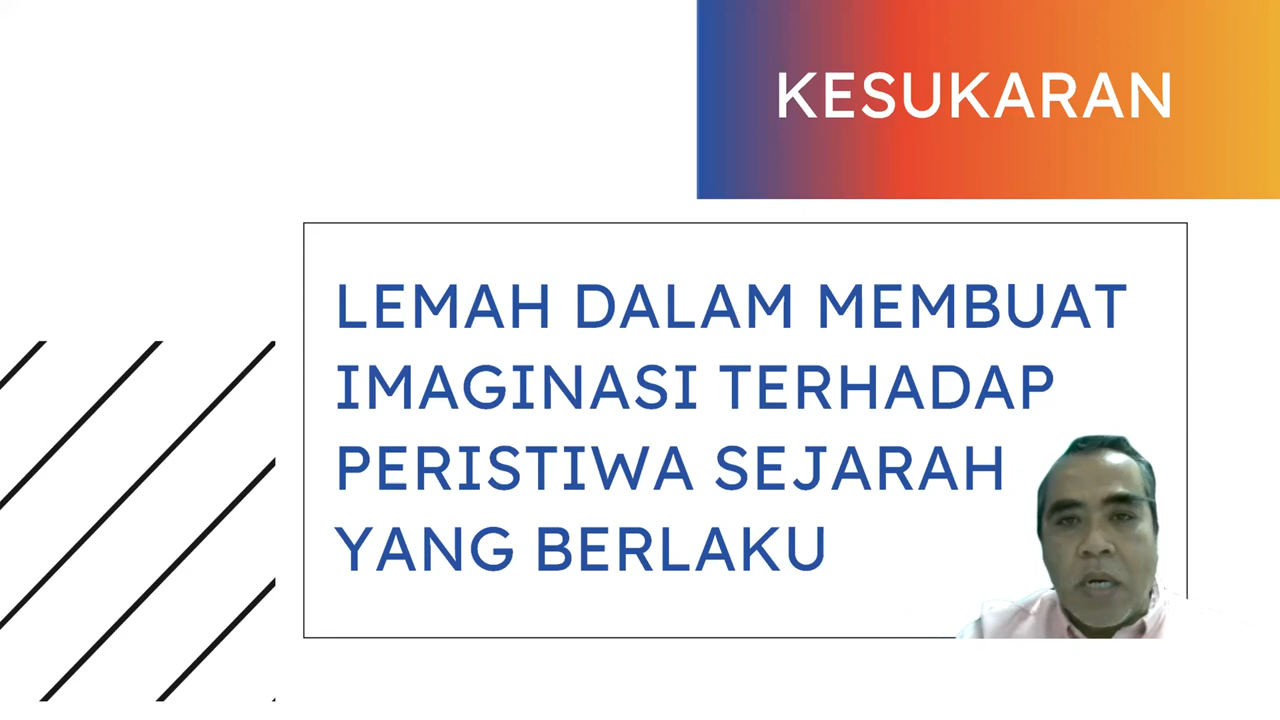 KESUKARAN
LEMAH DALAM MEMBUAT
IMAGINASI TERHADAP
PERISTIWA SEJARAH
YANG BERLAKU